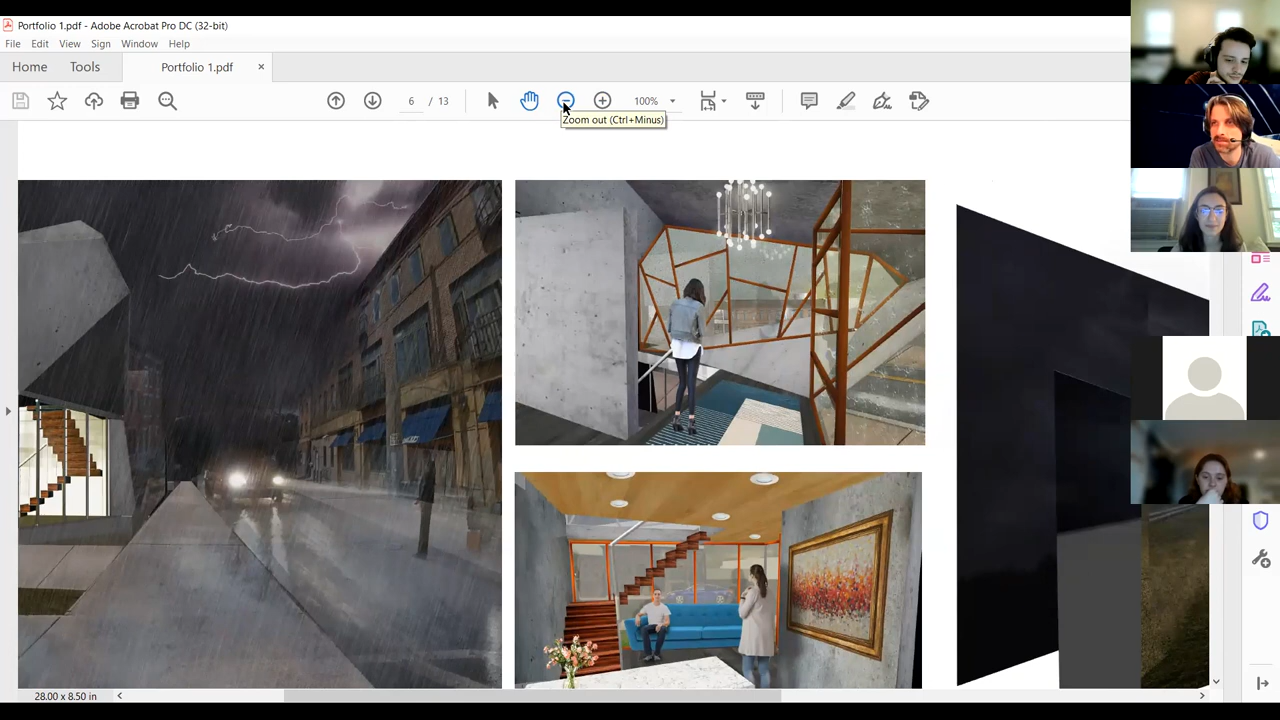 Portfolio 1.pdf - Adobe Acrobat Pro DC (32-bit)
File Edit View Sign Window Help
Home Tools Portfolio 1.pdf ×
6 / 13 100%
Zoom out (Ctrl+Minus)
28.00 x 8.50 in